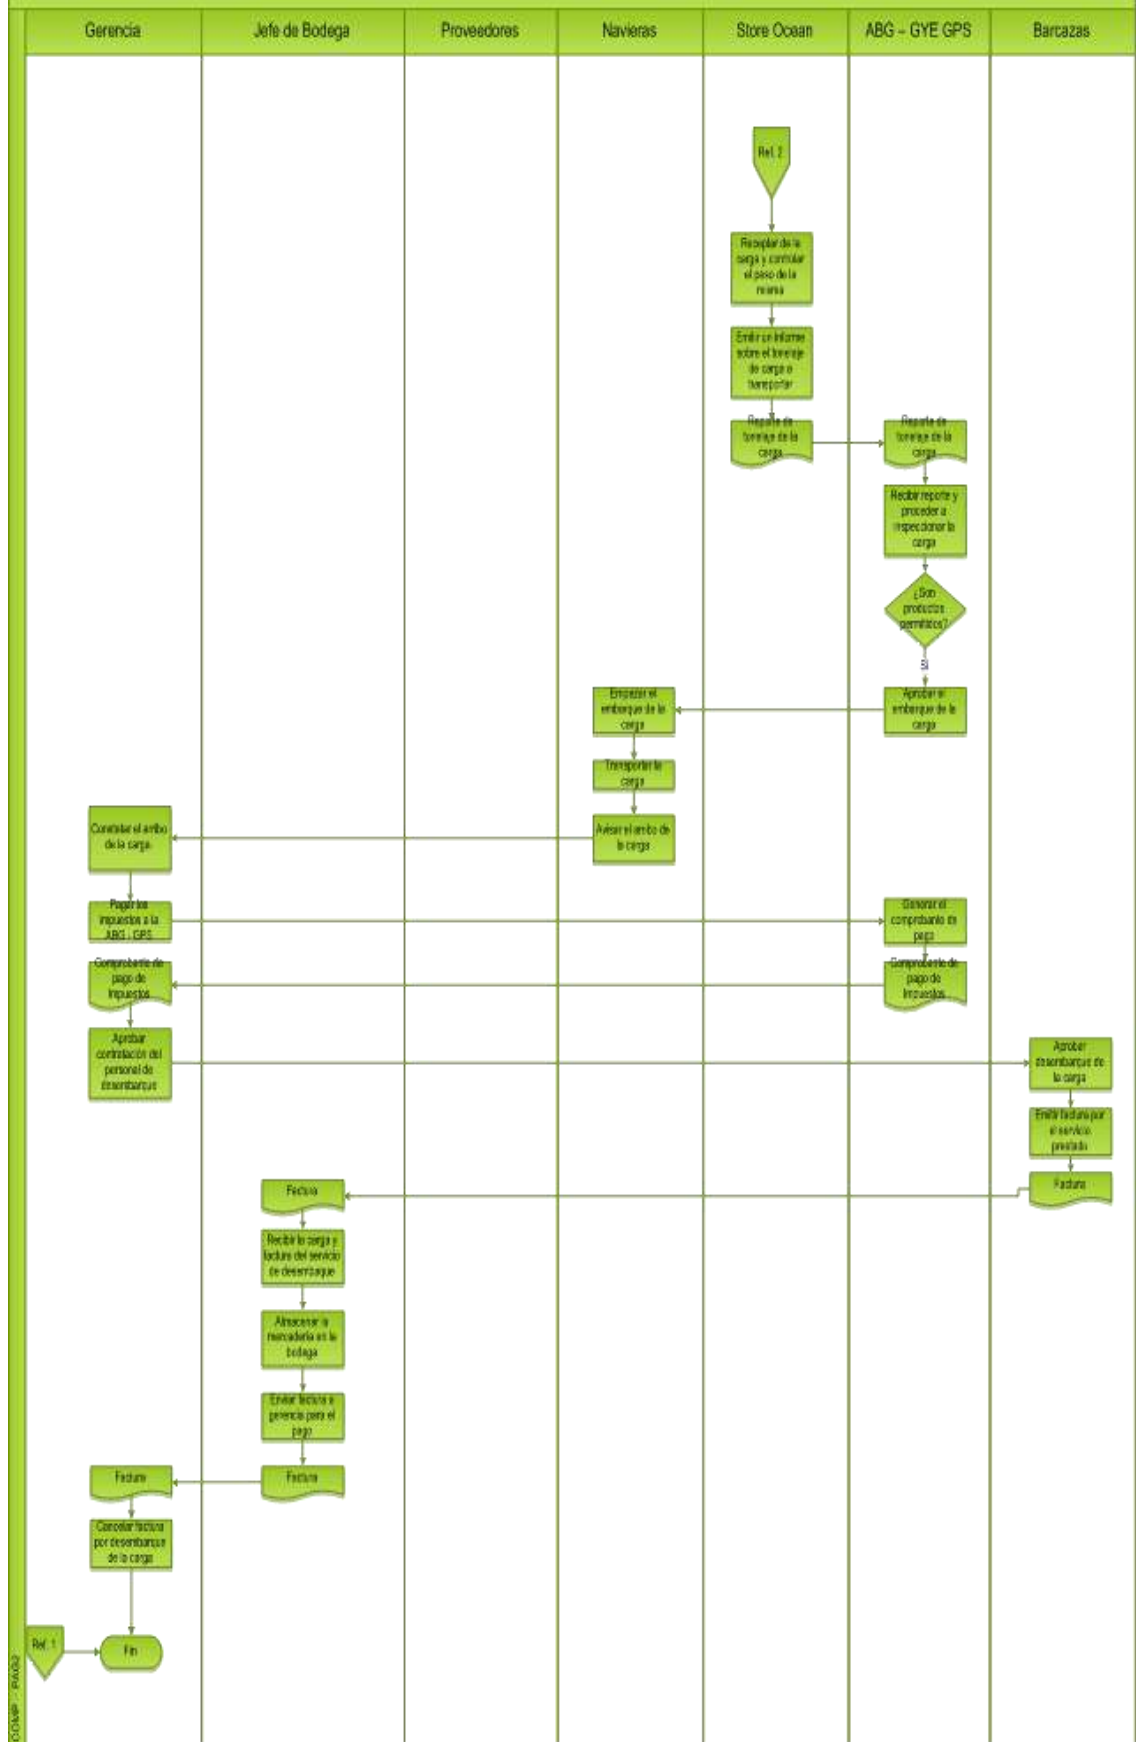 Gerencia
Jefe de Bodega
Proveedores
Navieras
Store Ocean
ABG – GYE GPS
Barcazas
Ref. 2
Receptar de la
carga y controlar
el peso de la
misma
Emitir un informe
sobre el tonelaje
de carga a
transportar
Reporte de
tonelaje de la
carga
Reporte de
tonelaje de la
carga
Recibir reporte y
proceder a
inspeccionar la
carga
¿Son
productos
permitidos?
Si
Aprobar el
embarque de la
carga
Empezar el
embarque de la
carga
Transportar la
carga
Avisar el arribo de
la carga
Constatar el arribo
de la carga
Pagar los
impuestos a la
ABG - GPS
Generar el
comprobante de
pago
Comprobante de
pago de
Impuestos
Comprobante de
pago de
Impuestos
Aprobar
contratación del
personal de
desembarque
Aprobar
desembarque de
la carga
Emitir factura por
el servicio
prestado
Factura
Factura
Recibir la carga y
factura del servicio
de desembarque
Almacenar la
mercadería en la
bodega
Enviar factura a
gerencia para el
pago
Factura
Factura
Cancelar factura
por desembarque
de la carga
Ref. 1
Fin
COMP - PAG2